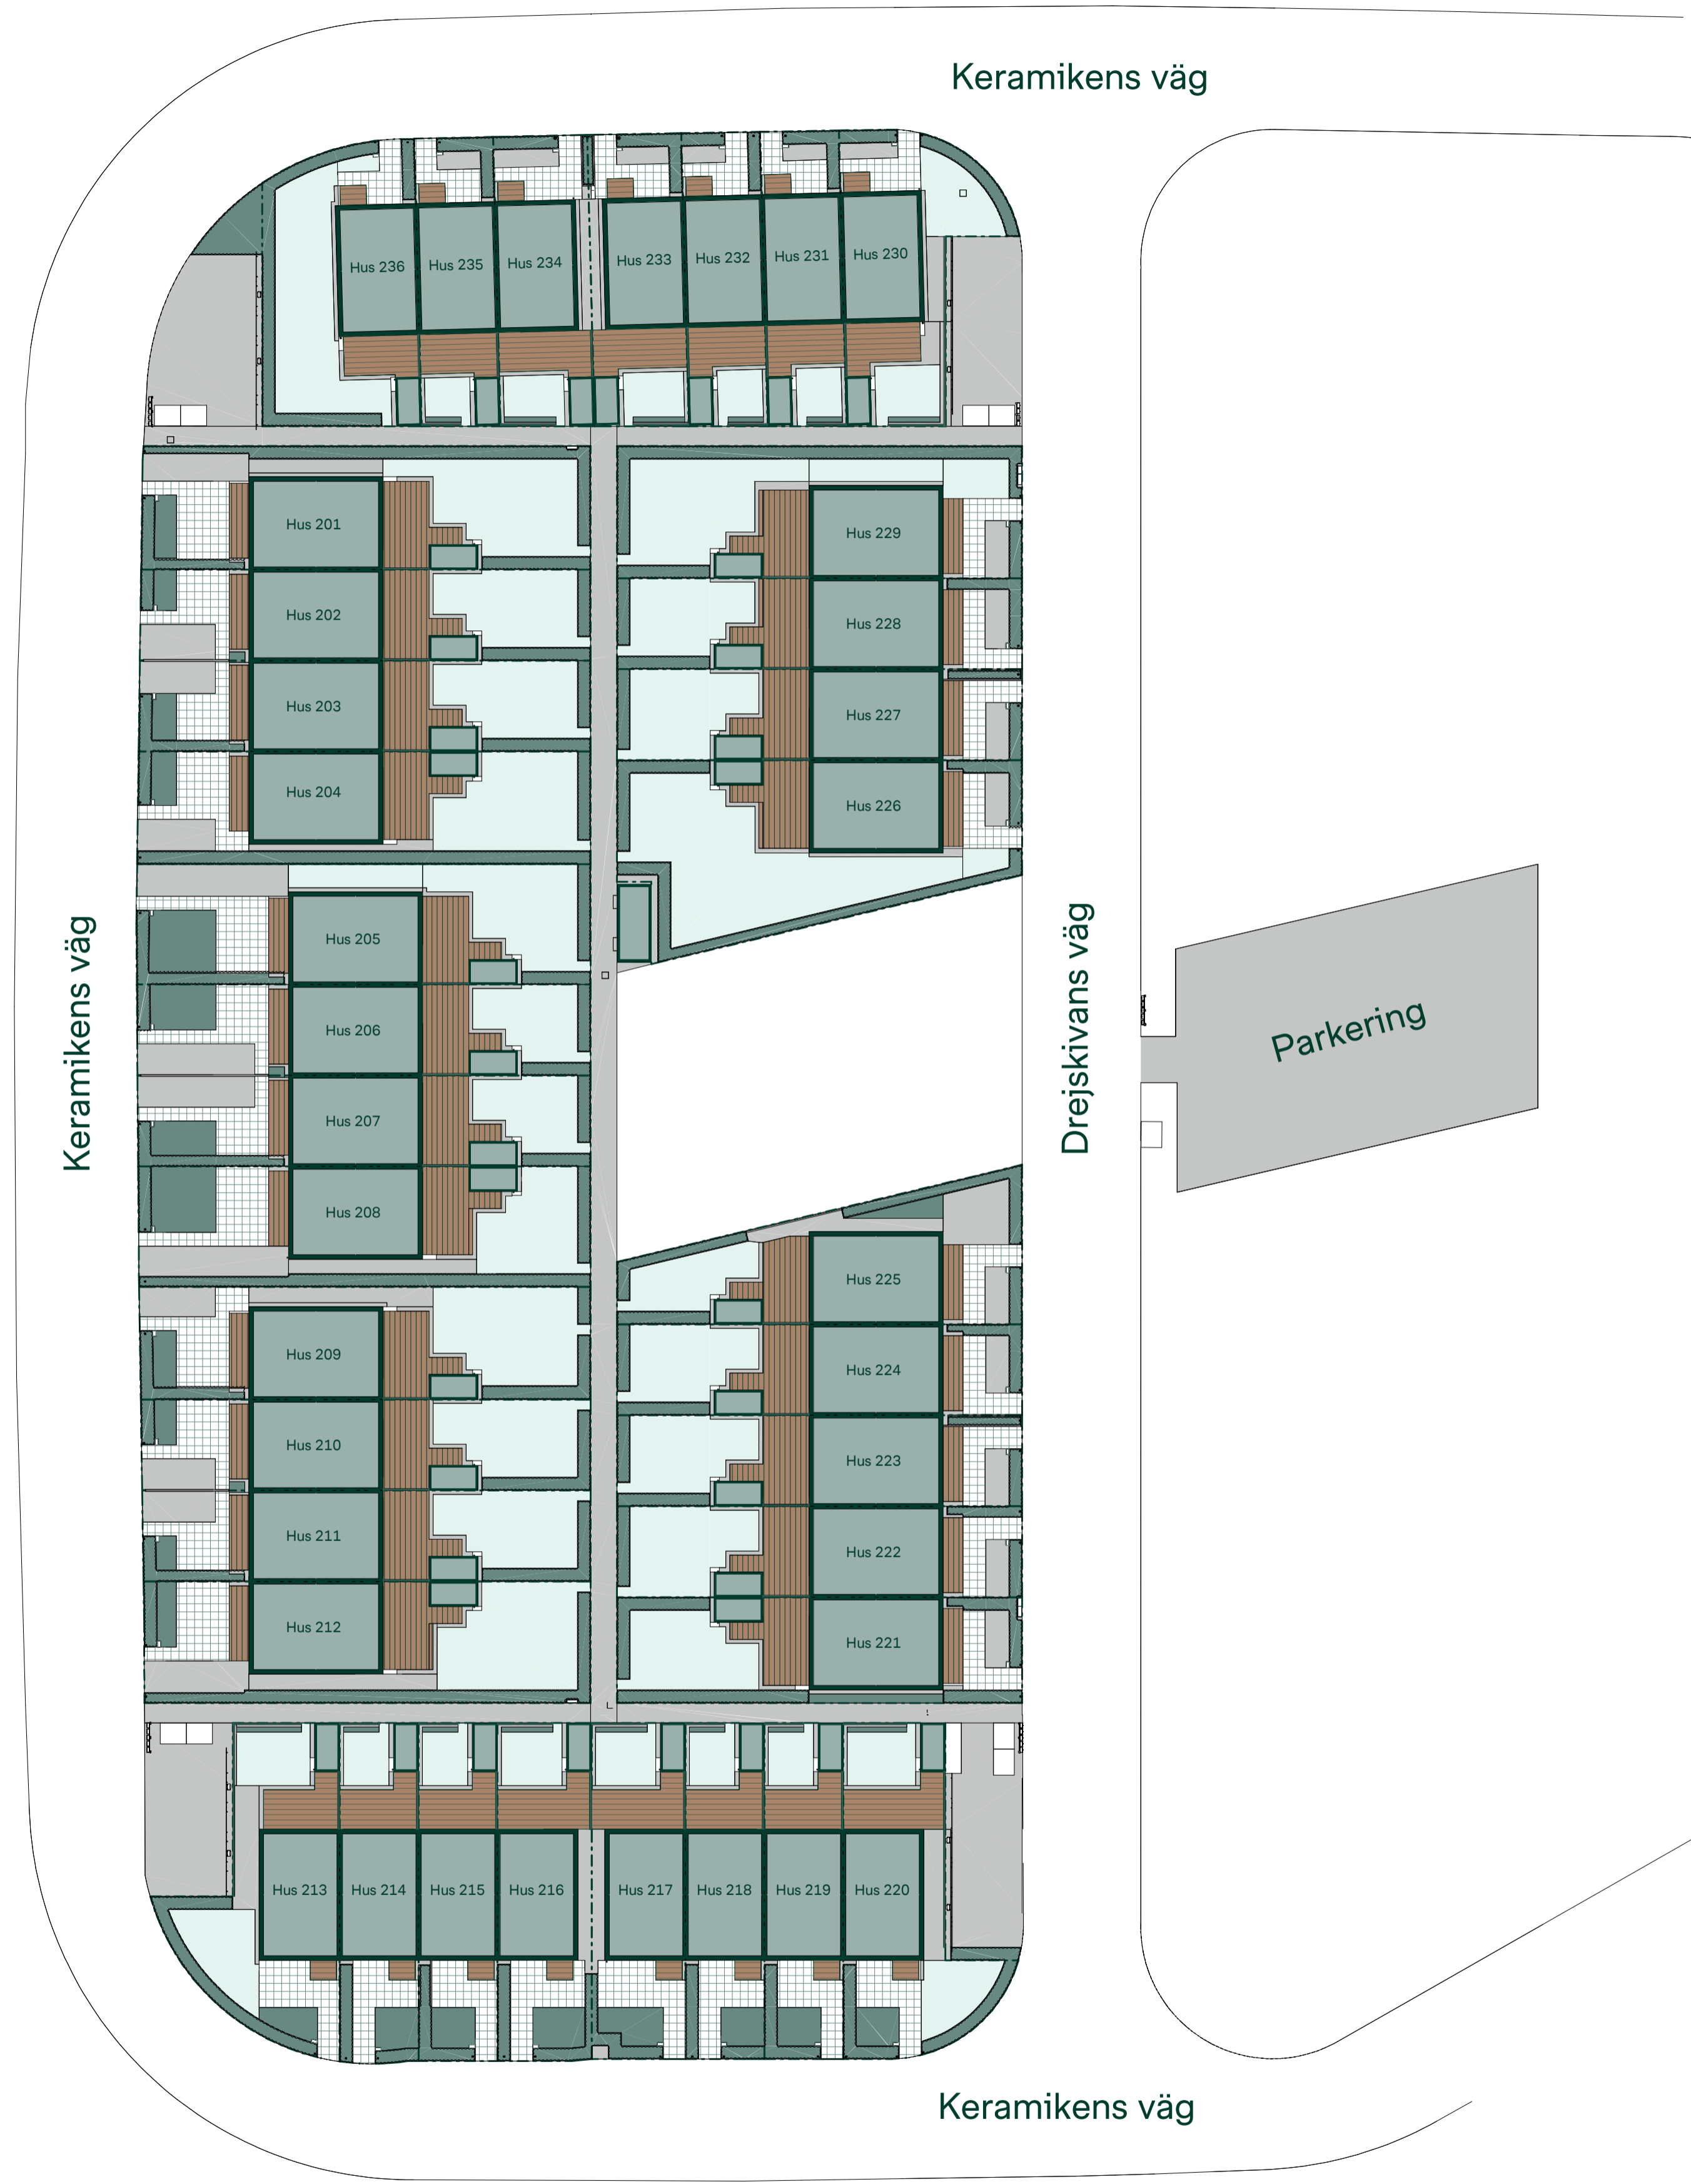 Keramikens väg
Hus 236
Hus 235
Hus 234
Hus 233
Hus 232
Hus 231
Hus 230
Hus 201
Hus 229
Hus 202
Hus 228
Hus 203
Hus 227
Hus 204
Hus 226
Keramikens väg
Hus 205
Hus 206
Hus 207
Hus 208
Drejskivans väg
Parkering
Hus 225
Hus 209
Hus 224
Hus 210
Hus 223
Hus 211
Hus 222
Hus 212
Hus 221
Hus 213
Hus 214
Hus 215
Hus 216
Hus 217
Hus 218
Hus 219
Hus 220
Keramikens väg